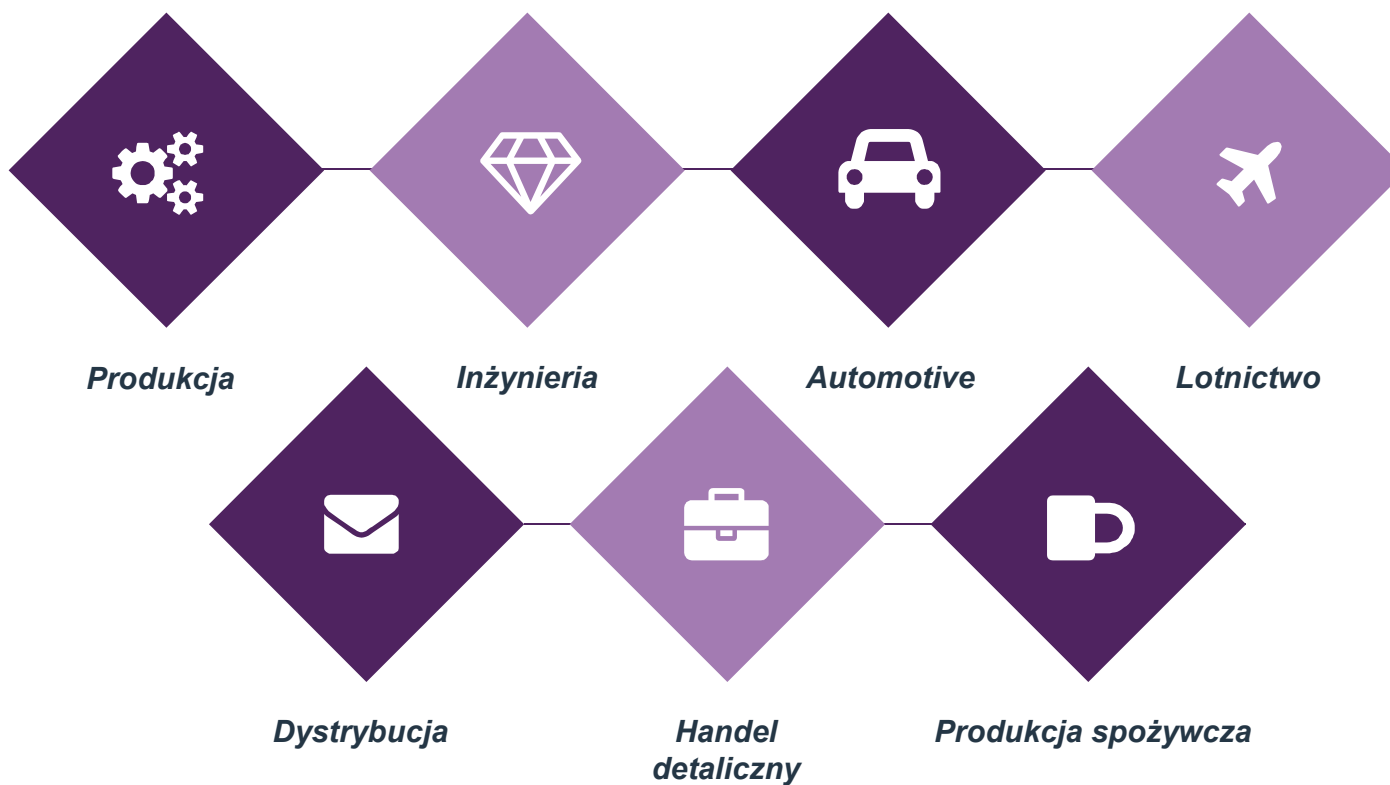 Produkcja
Inżynieria
Automotive
Lotnictwo
Dystrybucja
Handel
detaliczny
Produkcja spożywcza